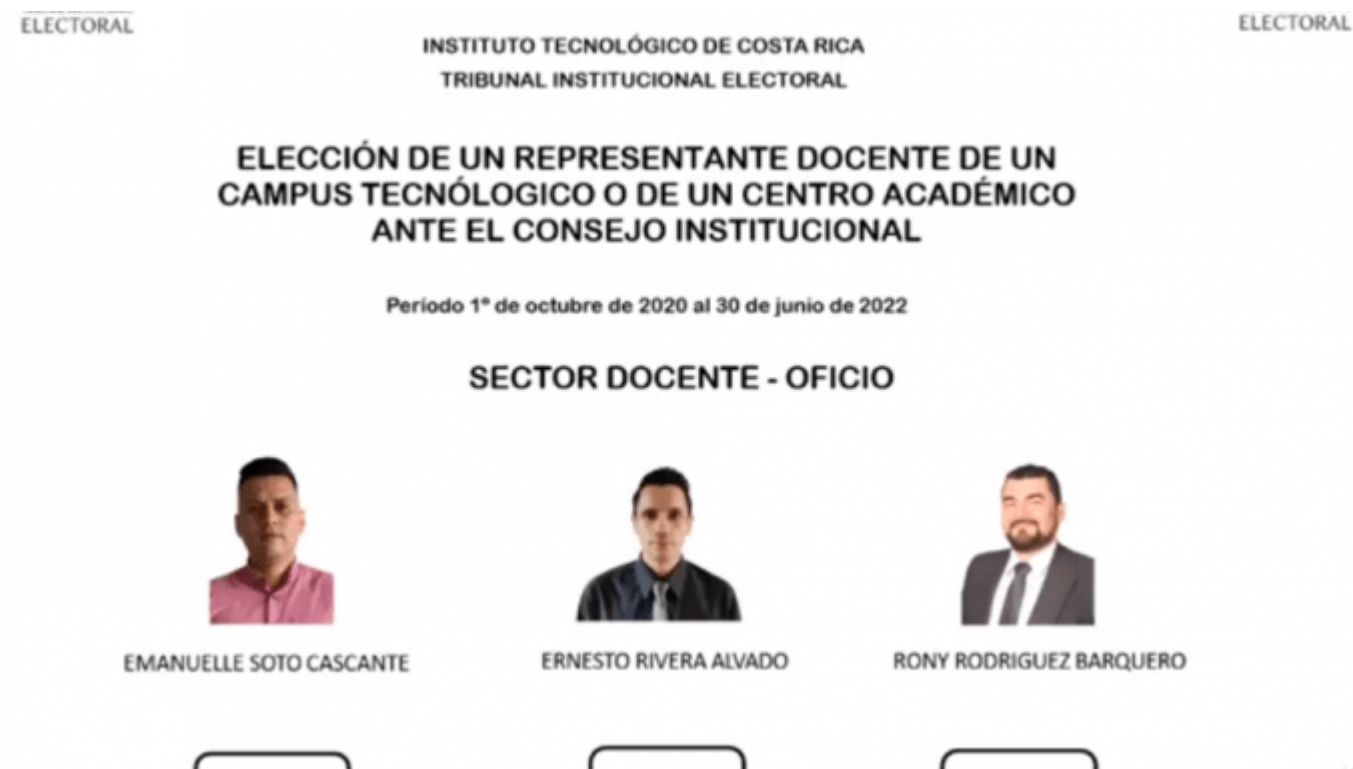 ELECTORAL
ELECTORAL
INSTITUTO TECNOLÓGICO DE COSTA RICA
TRIBUNAL INSTITUCIONAL ELECTORAL
ELECCIÓN DE UN REPRESENTANTE DOCENTE DE UN
CAMPUS TECNÓLOGICO O DE UN CENTRO ACADÉMICO
ANTE EL CONSEJO INSTITUCIONAL
Período 1° de octubre de 2020 al 30 de junio de 2022
SECTOR DOCENTE - OFICIO
EMANUELLE SOTO CASCANTE
ERNESTO RIVERA ALVADO
RONY RODRIGUEZ BARQUERO